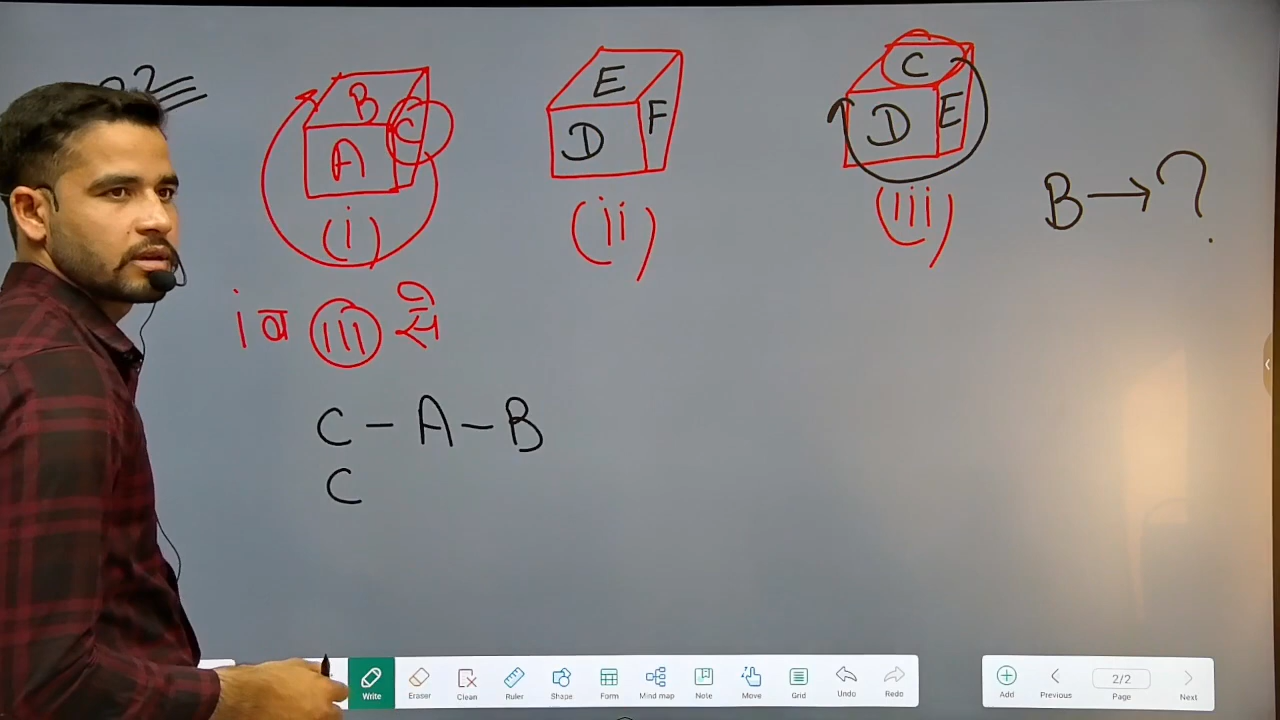 B
C
A
(i)
E
D
F
(ii)
C
D
E
(iii)
B→?
i व iii से
C - A - B
C
Write
Eraser
Clean
Ruler
Shape
Form
Mind map
Note
Move
Grid
Undo
Redo
Add
Previous
2/2
Page
Next